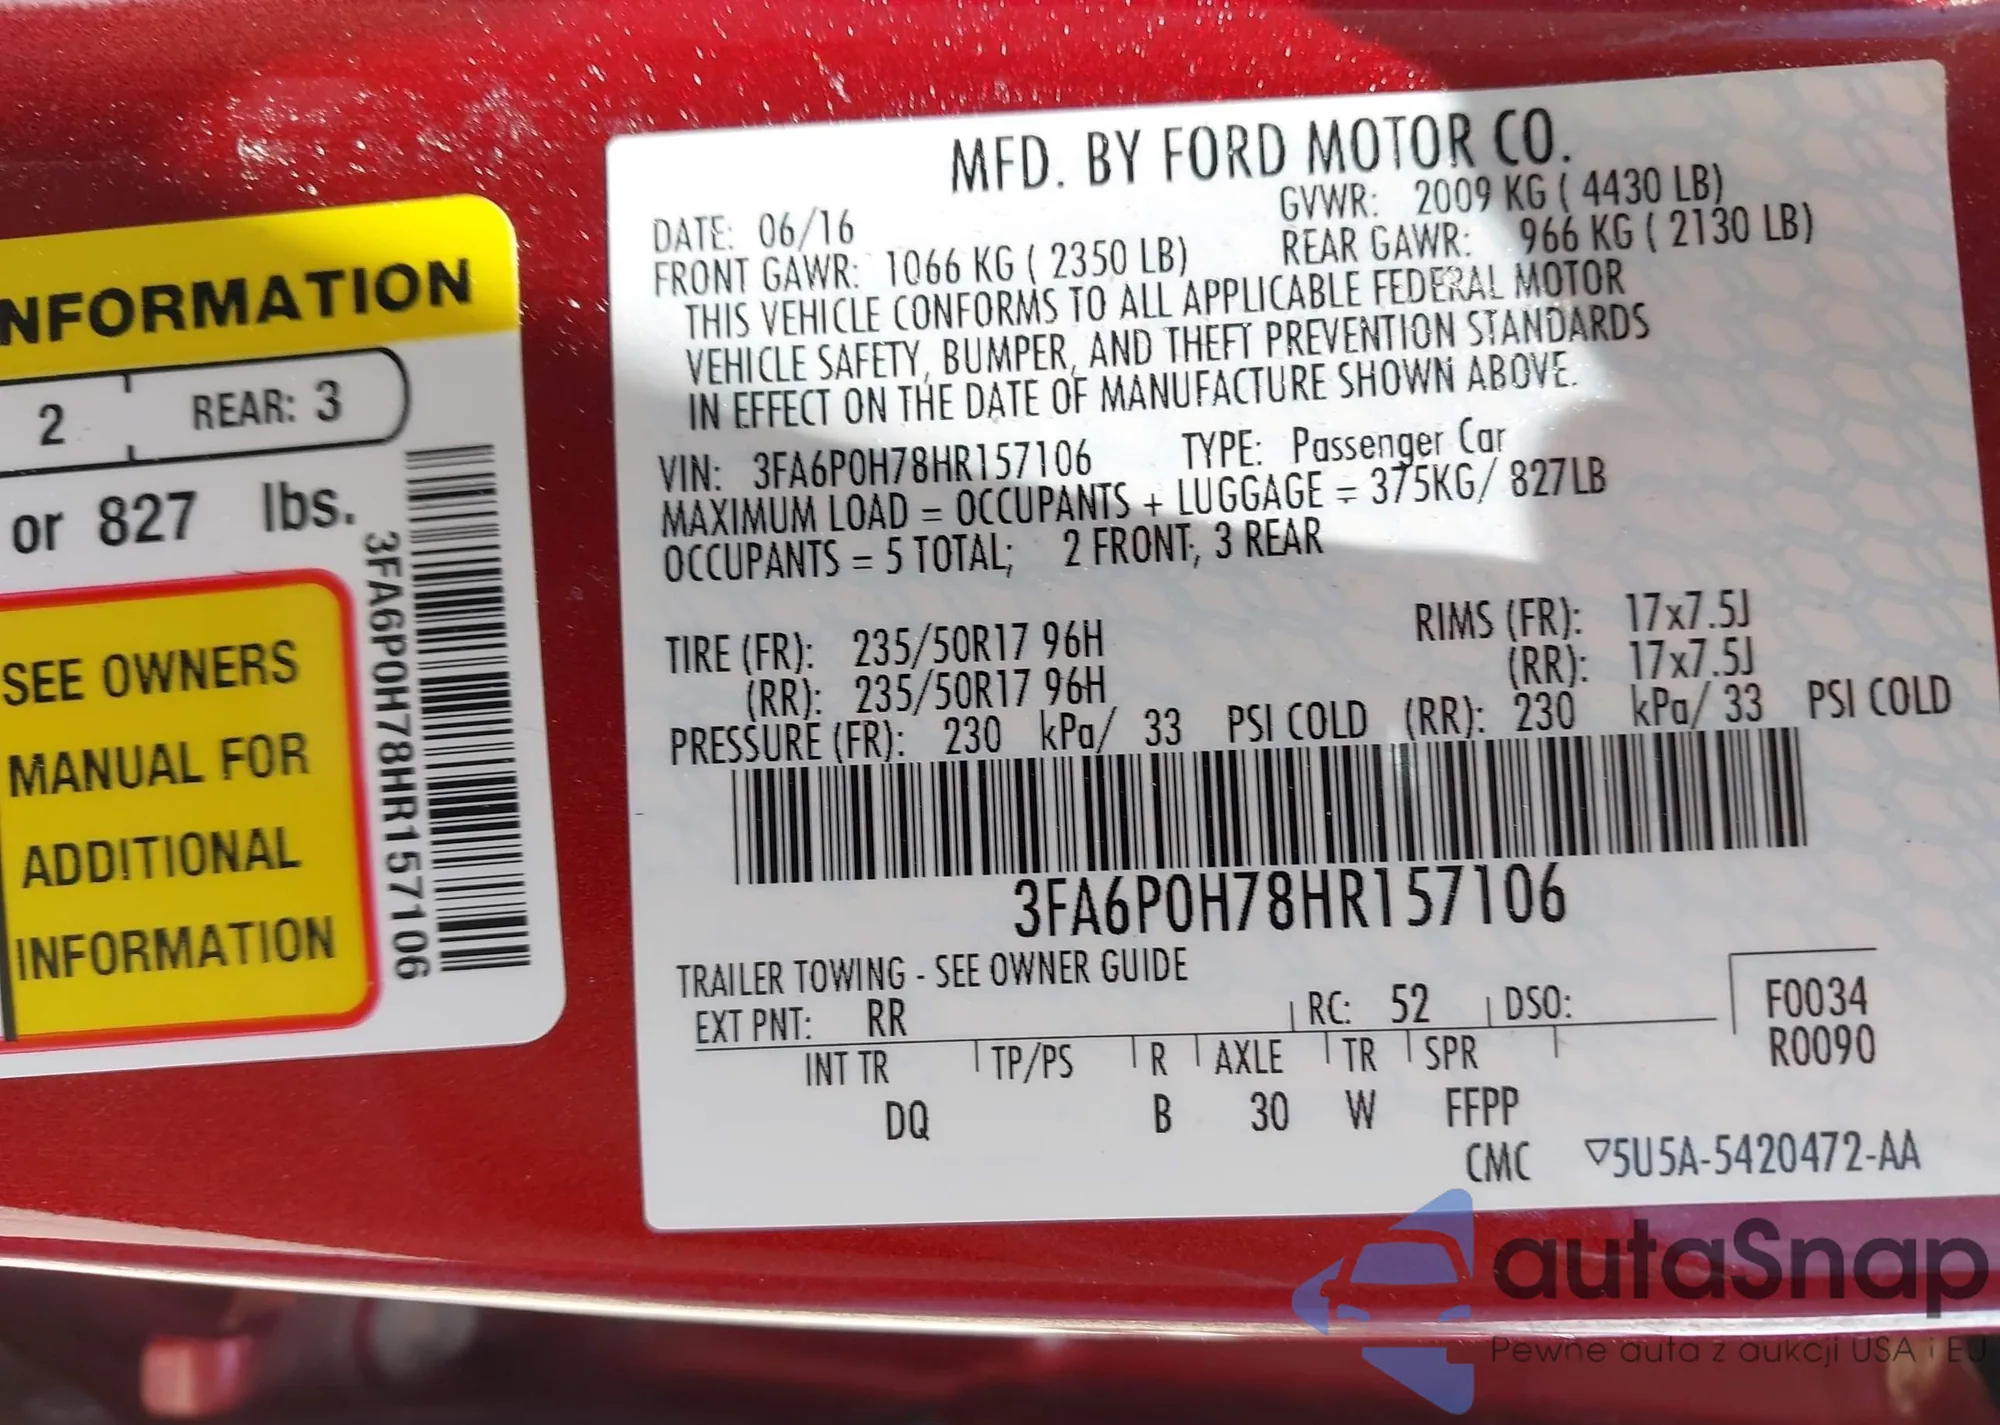 NFORMATION
2 REAR: 3
or 827 lbs.
3FA6P0H78HR157106
SEE OWNERS
MANUAL FOR
ADDITIONAL
INFORMATION
MFD. BY FORD MOTOR CO.
DATE: 06/16 GVWR: 2009 KG ( 4430 LB)
FRONT GAWR: 1066 KG ( 2350 LB) REAR GAWR: 966 KG ( 2130 LB)
THIS VEHICLE CONFORMS TO ALL APPLICABLE FEDERAL MOTOR
VEHICLE SAFETY, BUMPER, AND THEFT PREVENTION STANDARDS
IN EFFECT ON THE DATE OF MANUFACTURE SHOWN ABOVE.
VIN: 3FA6P0H78HR157106 TYPE: Passenger Car
MAXIMUM LOAD = OCCUPANTS + LUGGAGE = 375KG/ 827LB
OCCUPANTS = 5 TOTAL; 2 FRONT, 3 REAR
TIRE (FR): 235/50R17 96H RIMS (FR): 17x7.5J
(RR): 235/50R17 96H (RR): 17x7.5J
PRESSURE (FR): 230 kPa/ 33 PSI COLD (RR): 230 kPa/ 33 PSI COLD
3FA6P0H78HR157106
TRAILER TOWING - SEE OWNER GUIDE
EXT PNT: RR RC: 52 DSO: F0034
R0090
INT TR TP/PS R AXLE TR SPR
DQ B 30 W FFPP
CMC ▽5U5A-5420472-AA
autaSnap
Pewne auta z aukcji USA i EU